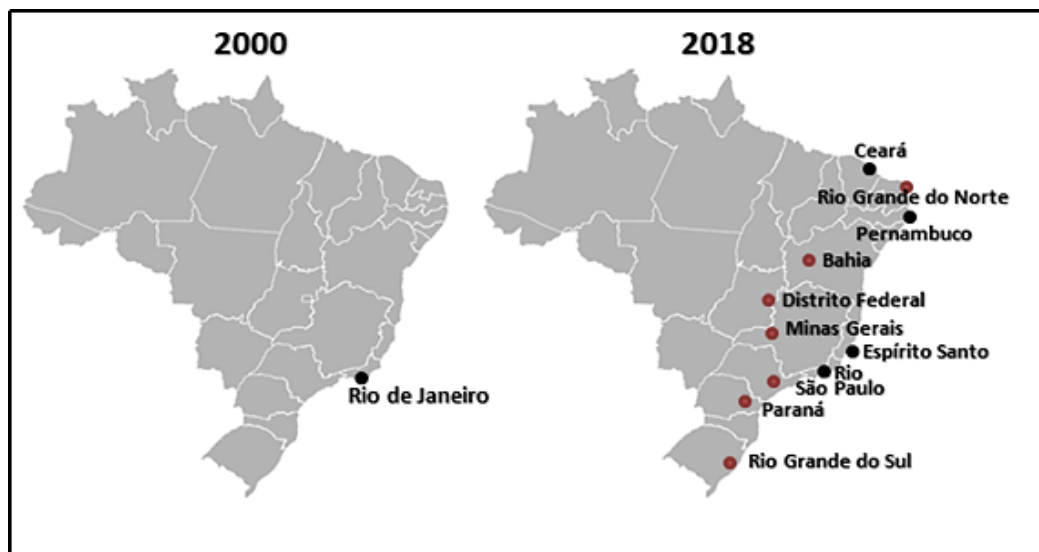 2000
Rio de Janeiro
2018
Ceará
Rio Grande do Norte
Pernambuco
Bahia
Distrito Federal
Minas Gerais
Espírito Santo
Rio
São Paulo
Paraná
Rio Grande do Sul